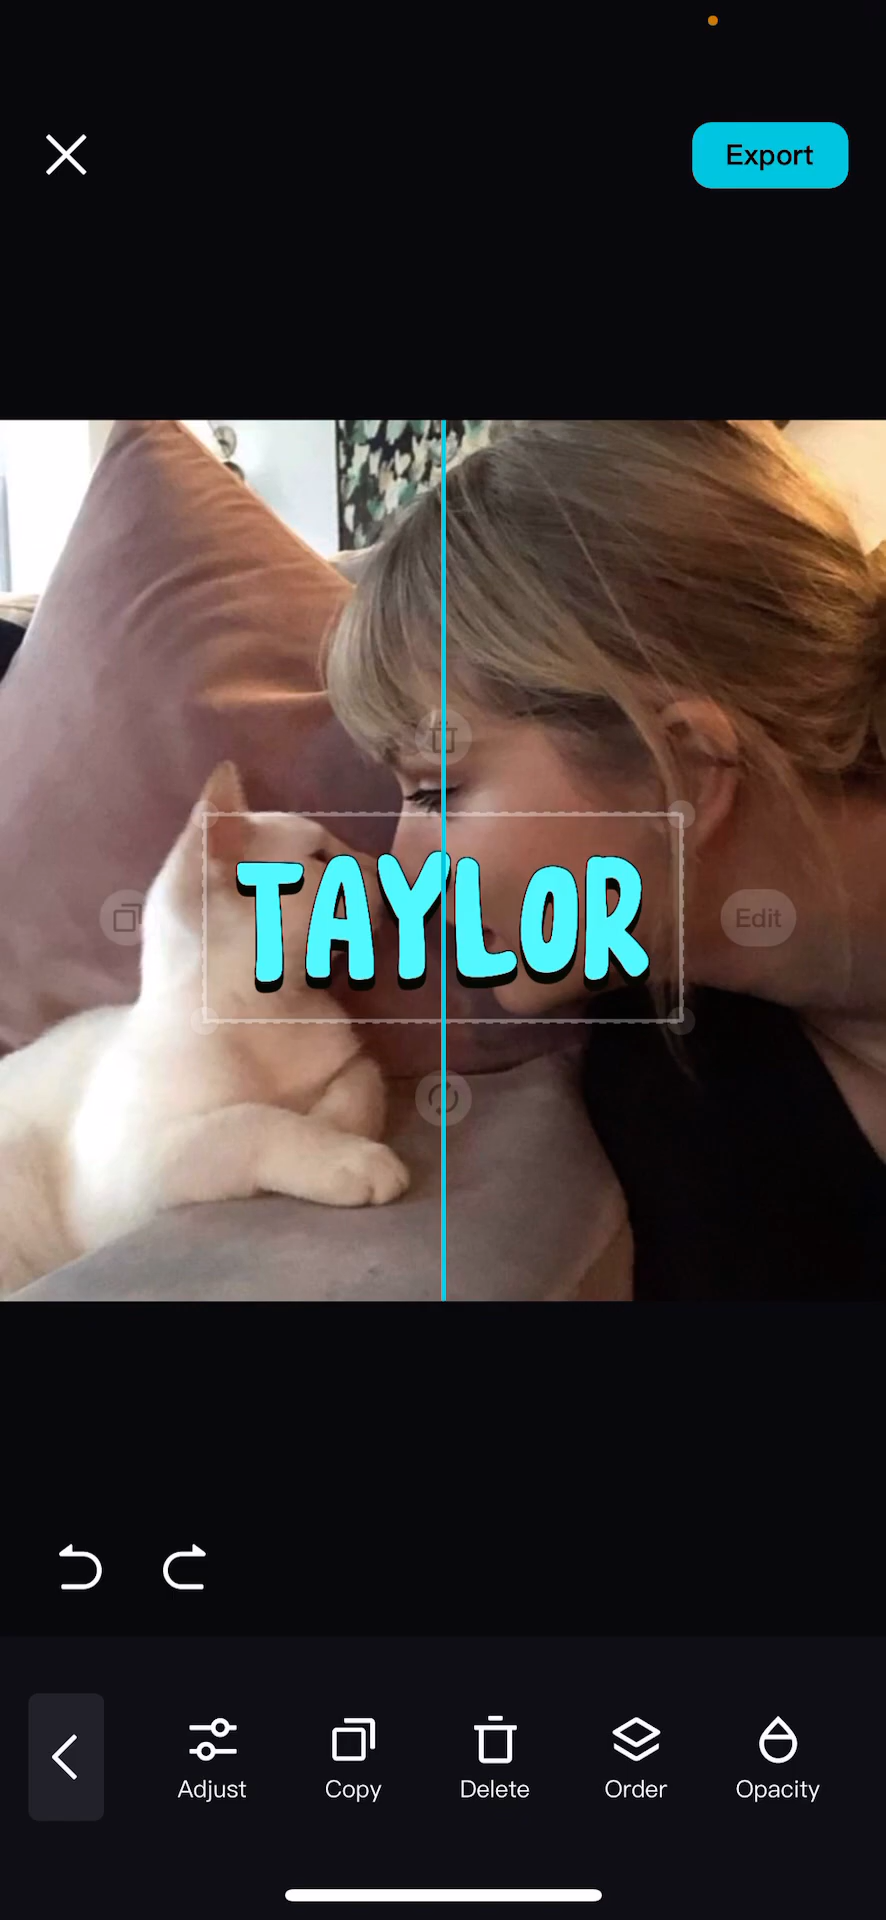 Export
TAYLOR
Edit
Adjust
Copy
Delete
Order
Opacity